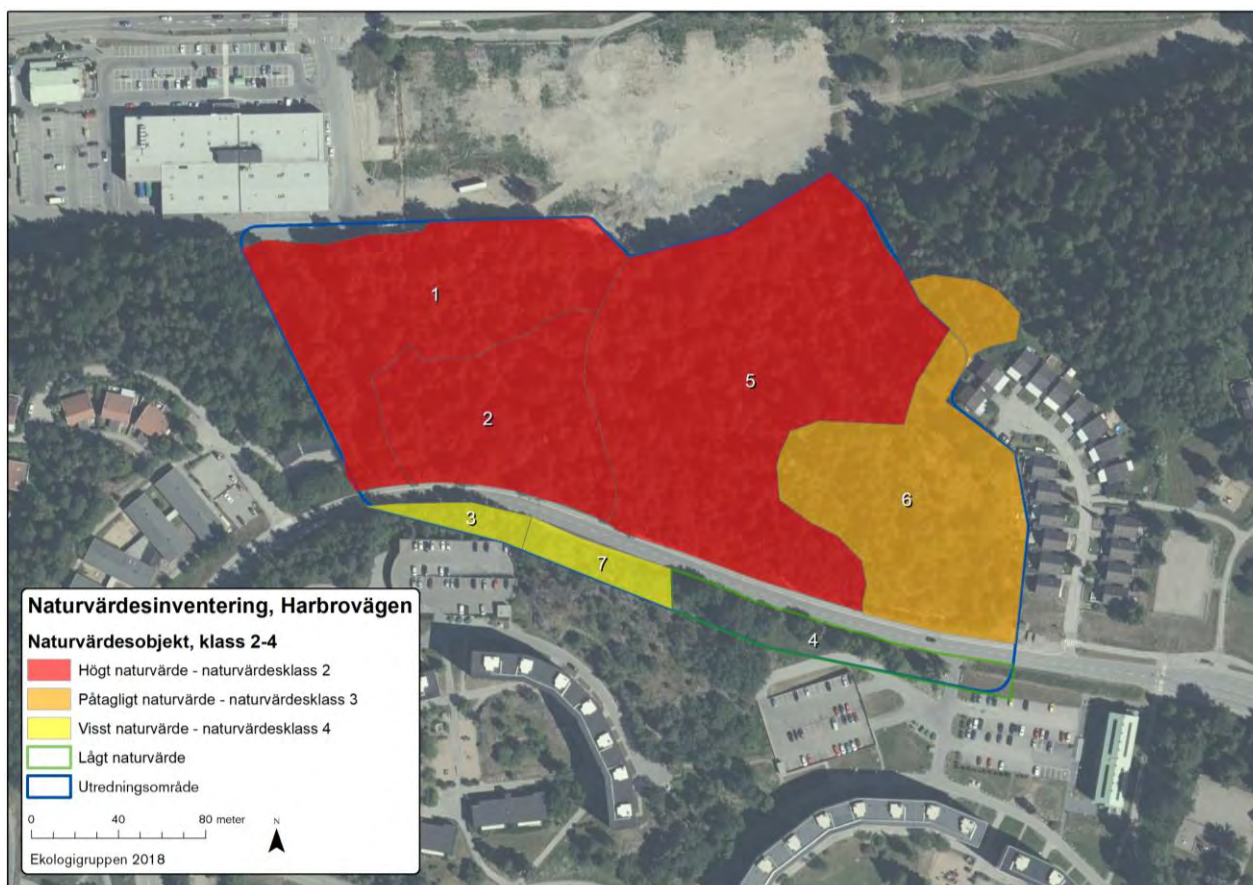 1
5
2
6
3
7
4
Naturvärdesinventering, Harbrovägen
Naturvärdesobjekt, klass 2-4
Högt naturvärde - naturvärdesklass 2
Påtagligt naturvärde - naturvärdesklass 3
Visst naturvärde - naturvärdesklass 4
Lågt naturvärde
Utredningsområde
0 40 80 meter
N
Ekologigruppen 2018